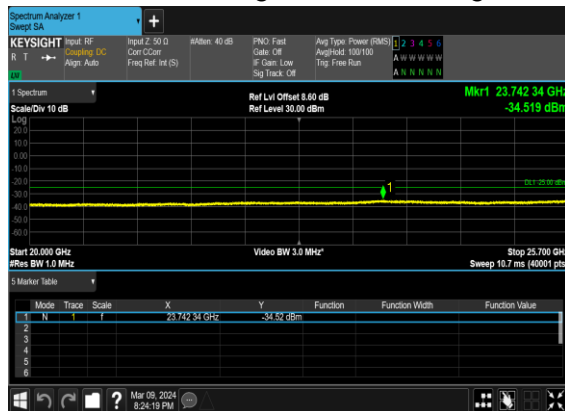 Spectrum Analyzer 1
Swept SA
+
KEYSIGHT Input: RF Input Z: 50 Ω #Atten: 40 dB PNO: Fast Avg Type: Power (RMS) 1 2 3 4 5 6
R T Coupling: DC Corr CCorr Gate: Off Avg|Hold: 100/100 A W W W W W
Align: Auto Freq Ref: Int (S) IF Gain: Low Trig: Free Run
LW Sig Track: Off A N N N N N
1 Spectrum Ref Lvl Offset 8.60 dB Mkr1 23.742 34 GHz
Scale/Div 10 dB Ref Level 30.00 dBm -34.519 dBm
Log
20.0
10.0
0.00
-10.0
-20.0 1 DL1 -25.00 dBm
-30.0
-40.0
-50.0
-60.0
Start 20.000 GHz Video BW 3.0 MHz* Stop 25.700 GHz
#Res BW 1.0 MHz Sweep 10.7 ms (40001 pts)
5 Marker Table
Mode Trace Scale X Y Function Function Width Function Value
1 N 1 f 23.742 34 GHz -34.52 dBm
2
3
4
5
6
? Mar 09, 2024
8:24:19 PM